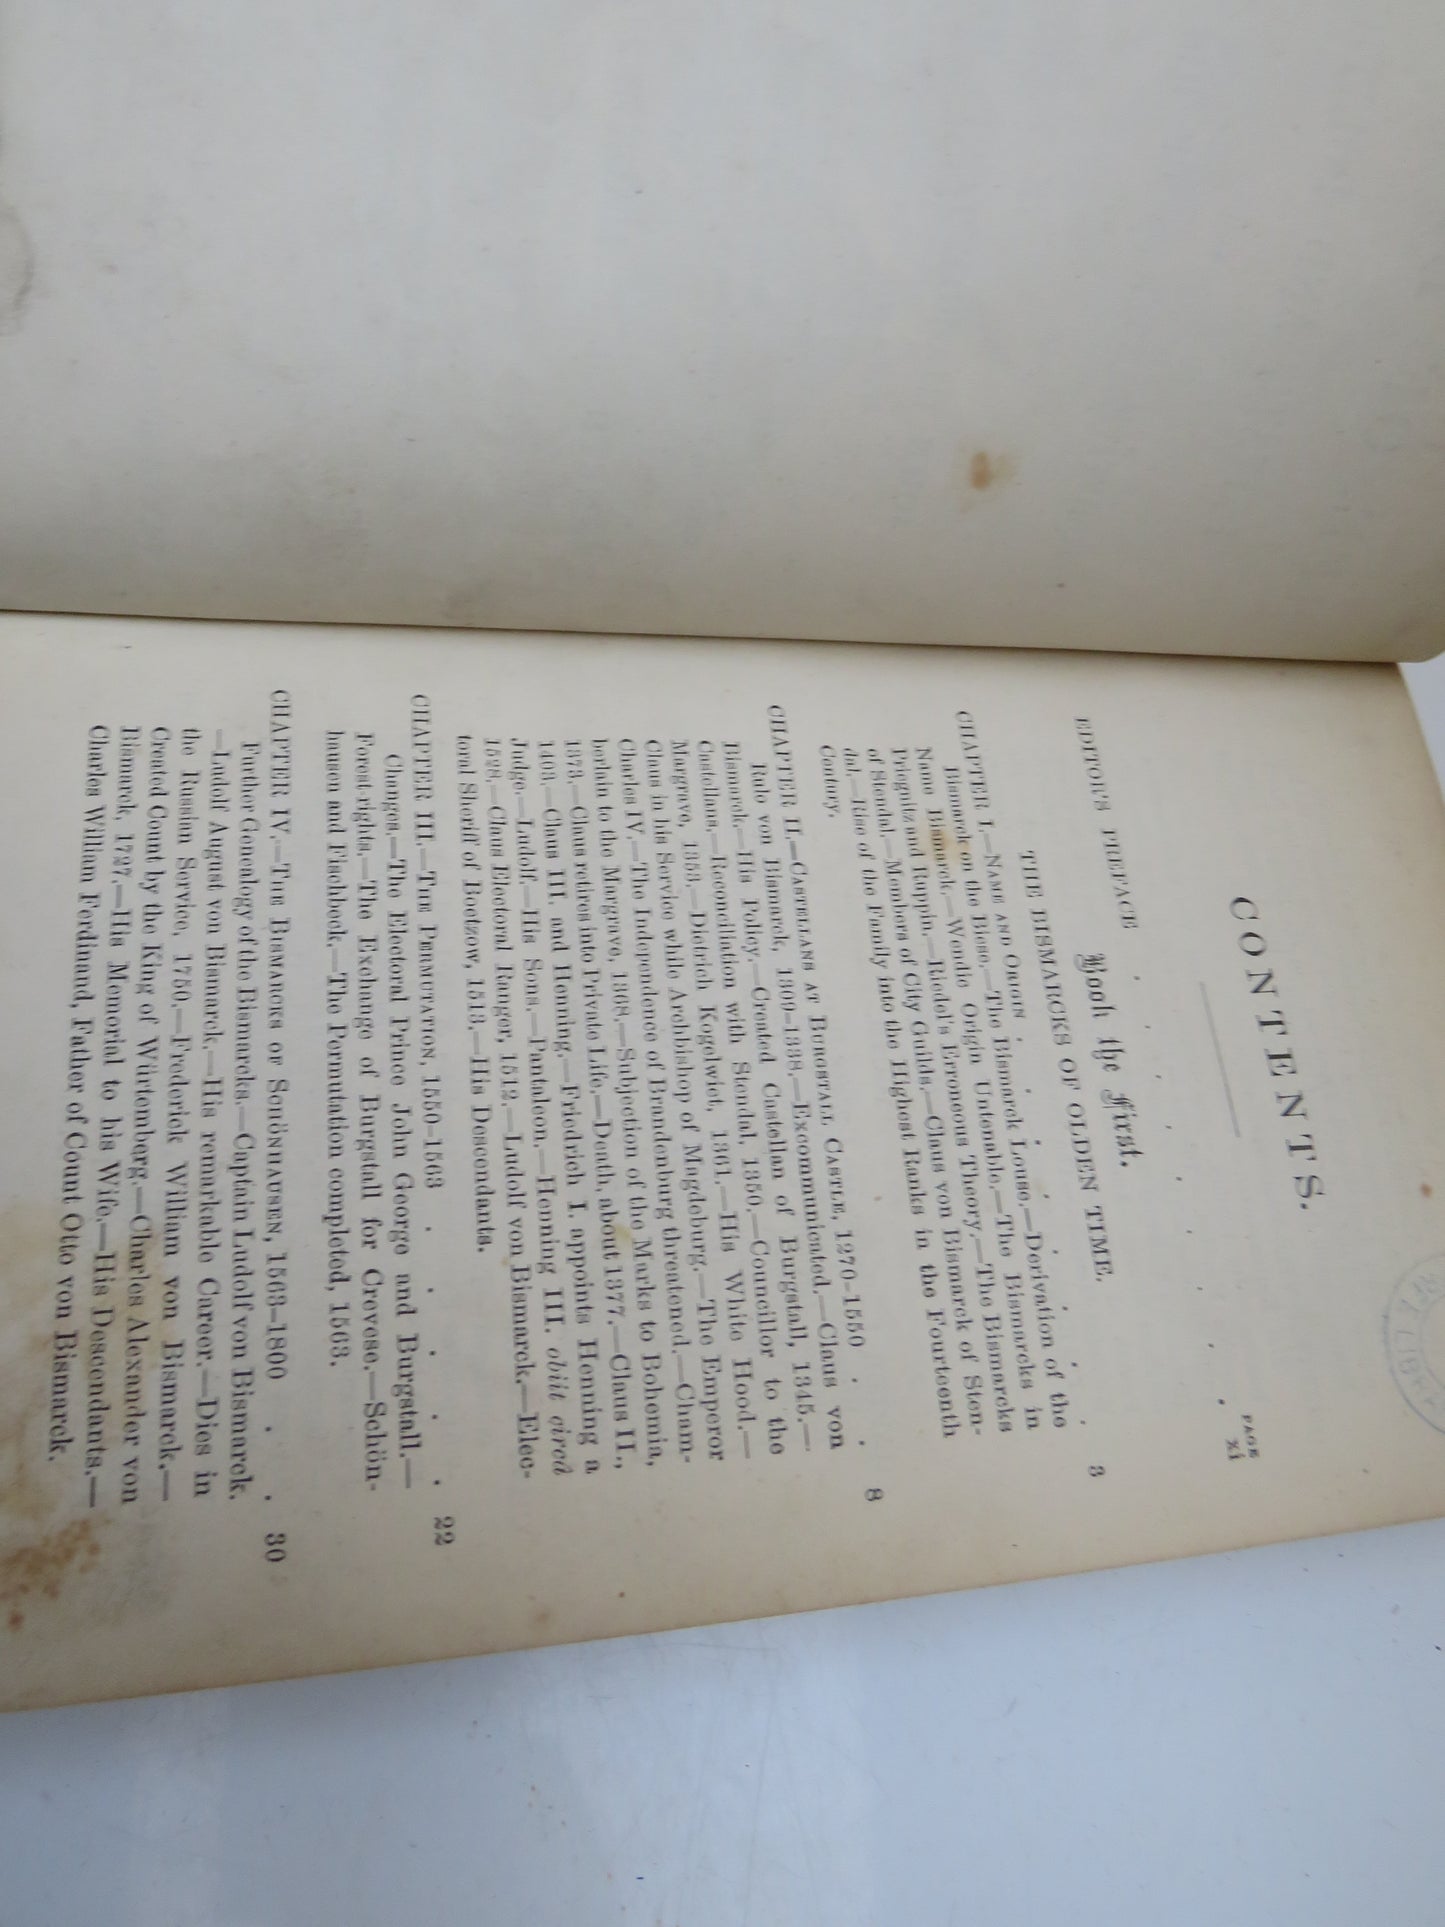 CONTENTS.
PAGE
EDITOR'S PREFACE . . . . . . . xi
Book the First.
THE BISMARCKS OF OLDEN TIME.
CHAPTER I.—NAME AND ORIGIN . . . . . . . 3
Bismarck on the Biese.—The Bismarck Louse.—Derivation of the
Name Bismarck.—Wendic Origin Untenable.—The Bismarcks in
Priegnitz and Ruppin.—Riedel's Erroneous Theory.—The Bismarcks
of Stendal.—Members of City Guilds.—Claus von Bismarck of Sten-
dal.—Rise of the Family into the Highest Ranks in the Fourteenth
Century.
CHAPTER II.—CASTELLANS AT BURGSTALL CASTLE, 1270–1550 . . 8
Rulo von Bismarck, 1309–1338.—Excommunicated.—Claus von
Bismarck.—His Policy.—Created Castellan of Burgstall, 1345.—
Castellans.—Reconciliation with Stendal, 1350.—Councillor to the
Margrave, 1353.—Dietrich Kogelwiet, 1361.—His White Hood.—
Claus in his Service while Archbishop of Magdeburg.—The Emperor
Charles IV.—The Independence of Brandenburg threatened.—Cham-
berlain to the Margrave, 1368.—Subjection of the Marks to Bohemia,
1373.—Claus retires into Private Life.—Death, about 1377.—Claus II.,
1403.—Claus III. and Henning.—Friedrich I. appoints Henning a
Judge.—Ludolf.—His Sons.—Pantaleon.—Henning III. obiit circâ
1528.—Claus Electoral Ranger, 1512.—Ludolf von Bismarck.—Elec-
toral Sheriff of Boetzow, 1513.—His Descendants.
CHAPTER III.—THE PERMUTATION, 1550–1563 . . . . . 22
Changes.—The Electoral Prince John George and Burgstall.—
Forest-rights.—The Exchange of Burgstall for Crevese.—Schön-
hausen and Fischbeck.—The Permutation completed, 1563.
CHAPTER IV.—THE BISMARCKS OF SCHÖNHAUSEN, 1563–1800 . . 30
Further Genealogy of the Bismarcks.—Captain Ludolf von Bismarck.
—Ludolf August von Bismarck.—His remarkable Career.—Dies in
the Russian Service, 1750.—Frederick William von Bismarck.—
Created Count by the King of Würtemberg.—Charles Alexander von
Bismarck, 1727.—His Memorial to his Wife.—His Descendants.—
Charles William Ferdinand, Father of Count Otto von Bismarck.